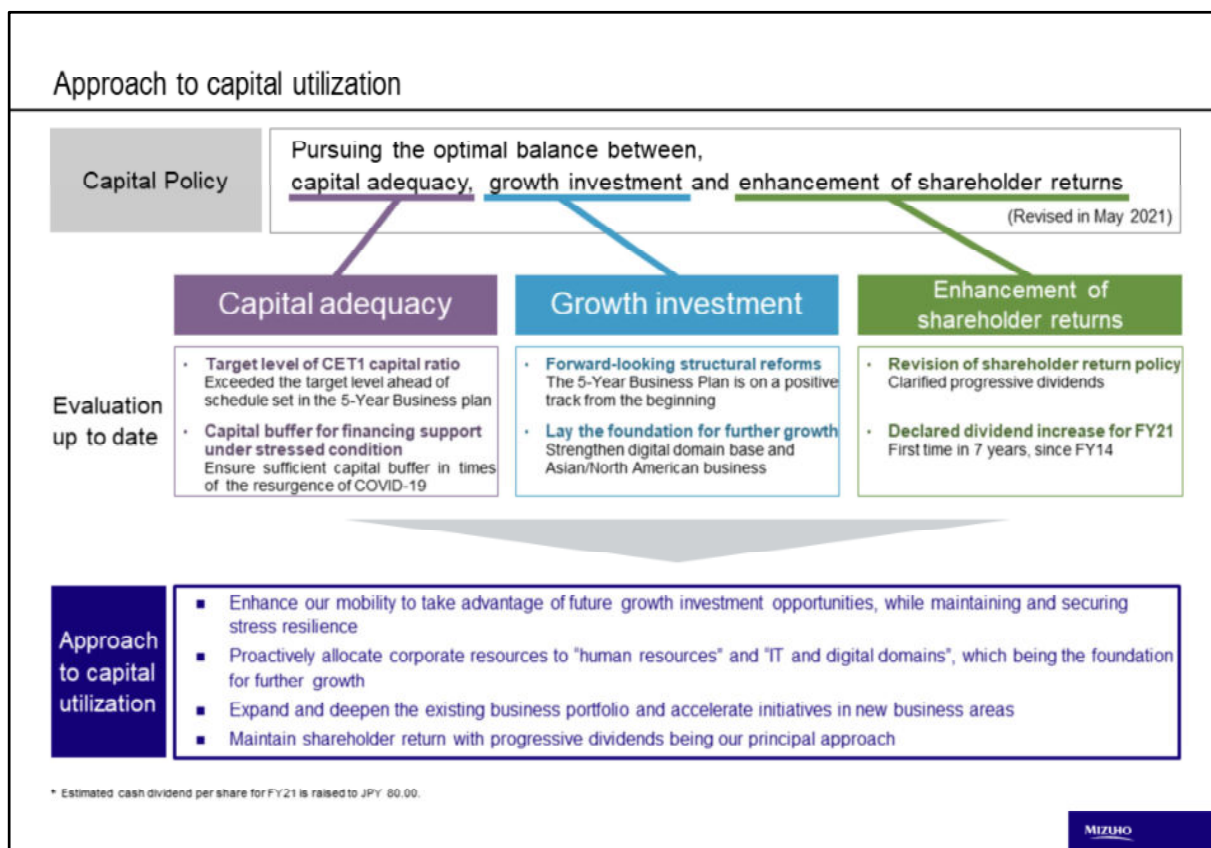 Approach to capital utilization
Capital Policy
Pursuing the optimal balance between,
capital adequacy, growth investment and enhancement of shareholder returns
(Revised in May 2021)
Capital adequacy
Growth investment
Enhancement of
shareholder returns
Evaluation
up to date
· Target level of CET1 capital ratio
Exceeded the target level ahead of
schedule set in the 5-Year Business plan
· Capital buffer for financing support
under stressed condition
Ensure sufficient capital buffer in times
of the resurgence of COVID-19
· Forward-looking structural reforms
The 5-Year Business Plan is on a positive
track from the beginning
· Lay the foundation for further growth
Strengthen digital domain base and
Asian/North American business
· Revision of shareholder return policy
Clarified progressive dividends
· Declared dividend increase for FY21
First time in 7 years, since FY14
Approach
to capital
utilization
■ Enhance our mobility to take advantage of future growth investment opportunities, while maintaining and securing
stress resilience
■ Proactively allocate corporate resources to "human resources" and "IT and digital domains", which being the foundation
for further growth
■ Expand and deepen the existing business portfolio and accelerate initiatives in new business areas
■ Maintain shareholder return with progressive dividends being our principal approach
* Estimated cash dividend per share for FY21 is raised to JPY 80.00.
MIZUHO